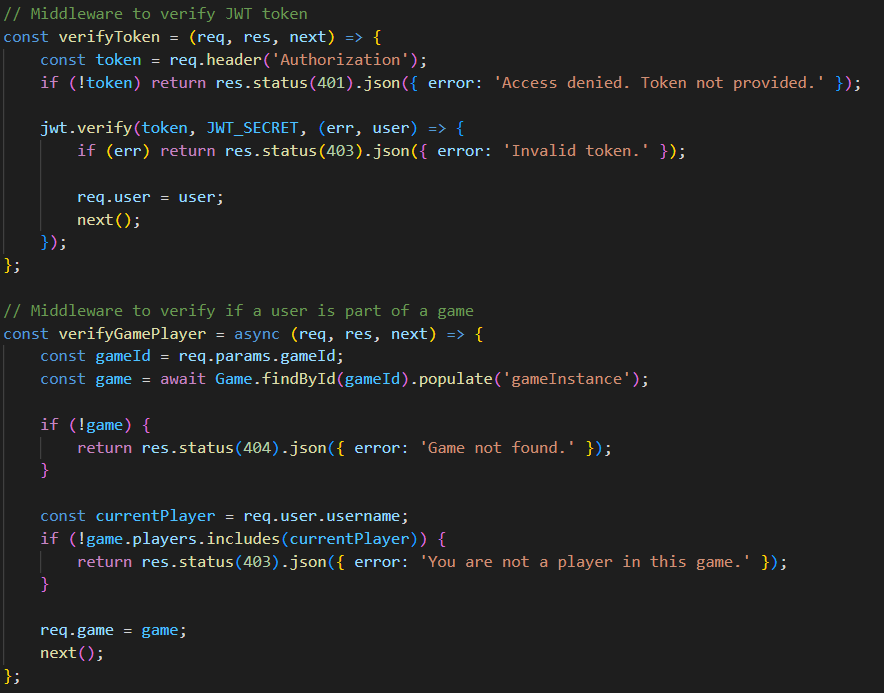 // Middleware to verify JWT token
const verifyToken = (req, res, next) => {
    const token = req.header('Authorization');
    if (!token) return res.status(401).json({ error: 'Access denied. Token not provided.' });

    jwt.verify(token, JWT_SECRET, (err, user) => {
        if (err) return res.status(403).json({ error: 'Invalid token.' });

        req.user = user;
        next();
    });
};

// Middleware to verify if a user is part of a game
const verifyGamePlayer = async (req, res, next) => {
    const gameId = req.params.gameId;
    const game = await Game.findById(gameId).populate('gameInstance');

    if (!game) {
        return res.status(404).json({ error: 'Game not found.' });
    }

    const currentPlayer = req.user.username;
    if (!game.players.includes(currentPlayer)) {
        return res.status(403).json({ error: 'You are not a player in this game.' });
    }

    req.game = game;
    next();
};